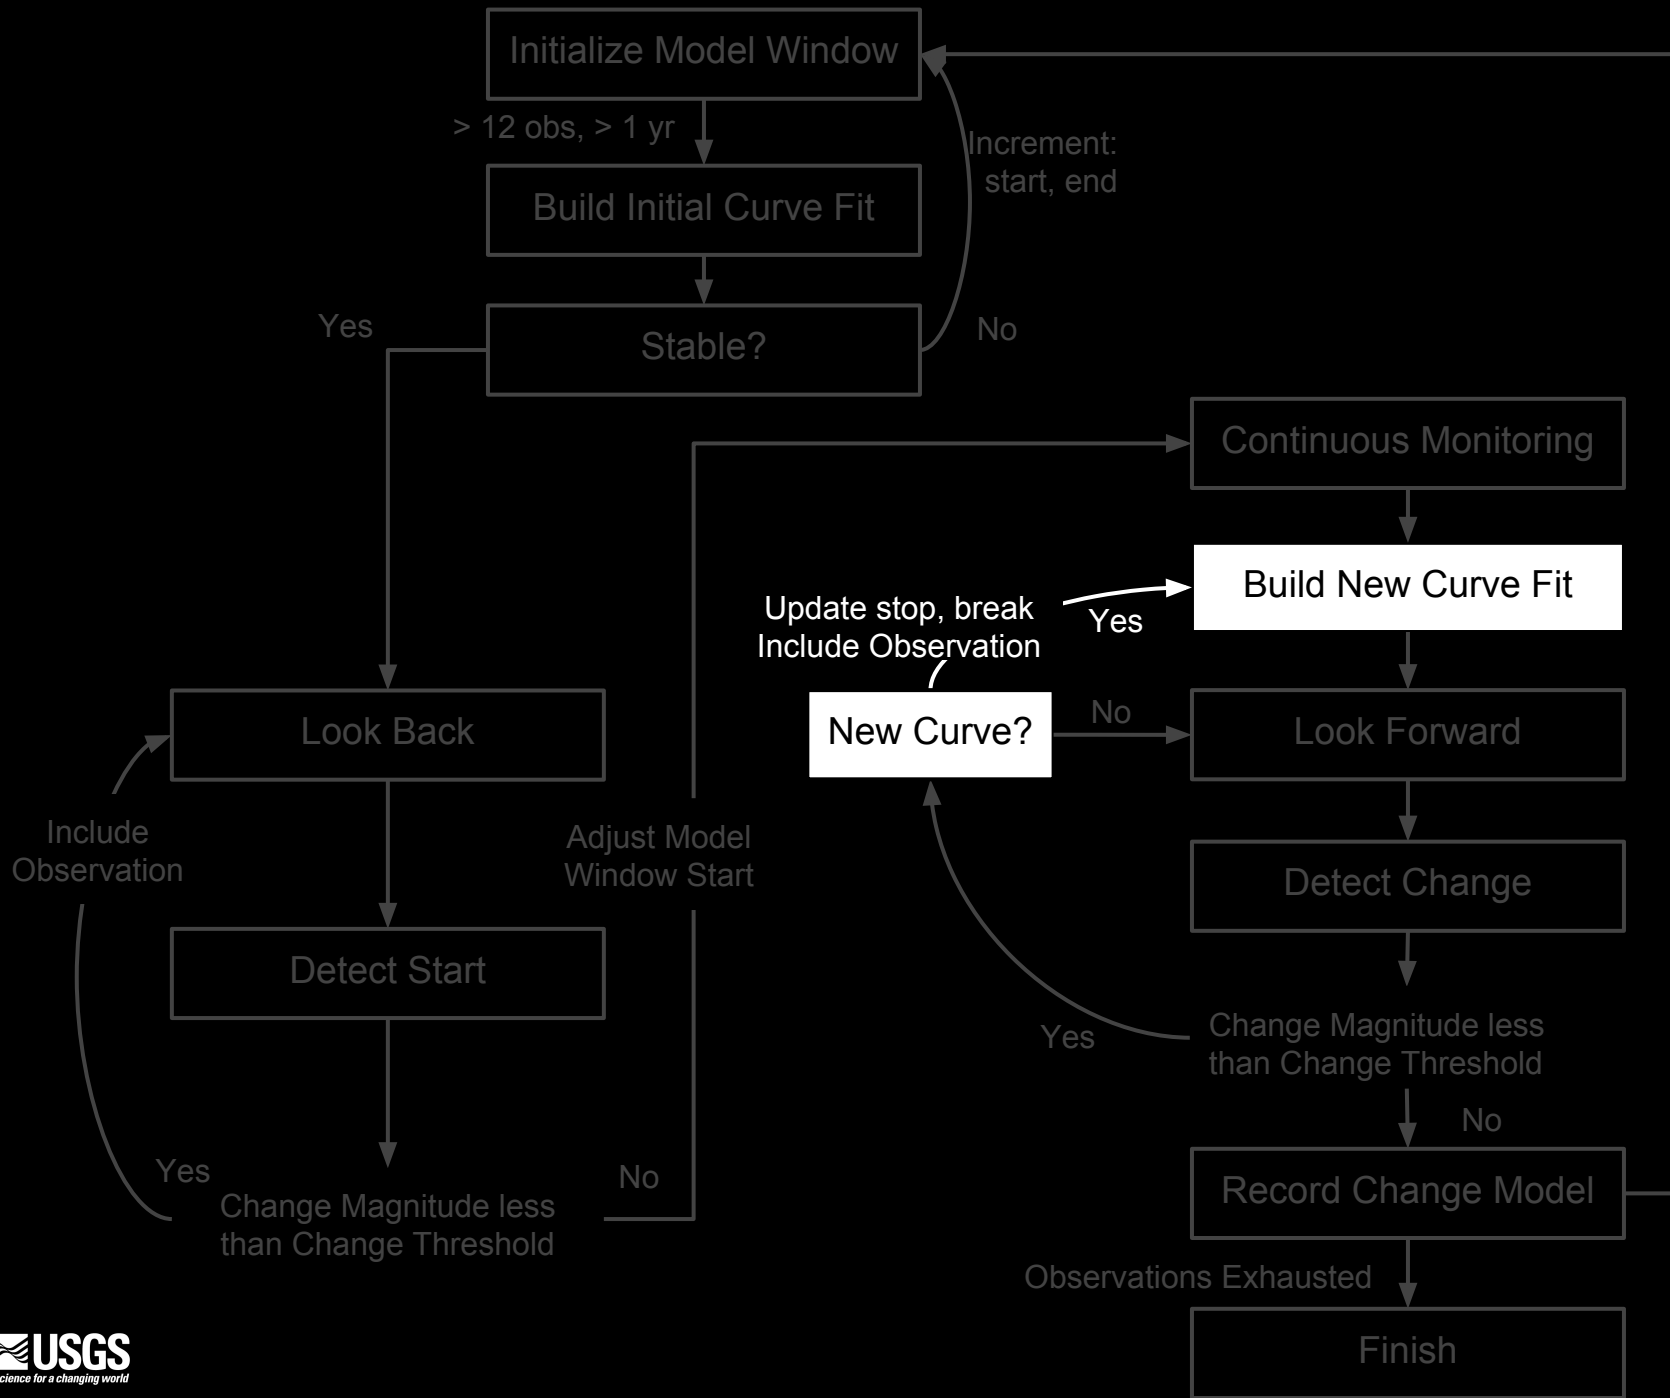 Initialize Model Window
> 12 obs, > 1 yr
Increment:
start, end
Build Initial Curve Fit
Yes
Stable?
No
Continuous Monitoring
Build New Curve Fit
Update stop, break
Include Observation
Yes
New Curve?
No
Look Forward
Look Back
Include
Observation
Adjust Model
Window Start
Detect Change
Detect Start
Yes
Change Magnitude less
than Change Threshold
No
Yes
No
Change Magnitude less
than Change Threshold
Record Change Model
Observations Exhausted
Finish
USGS
science for a changing world